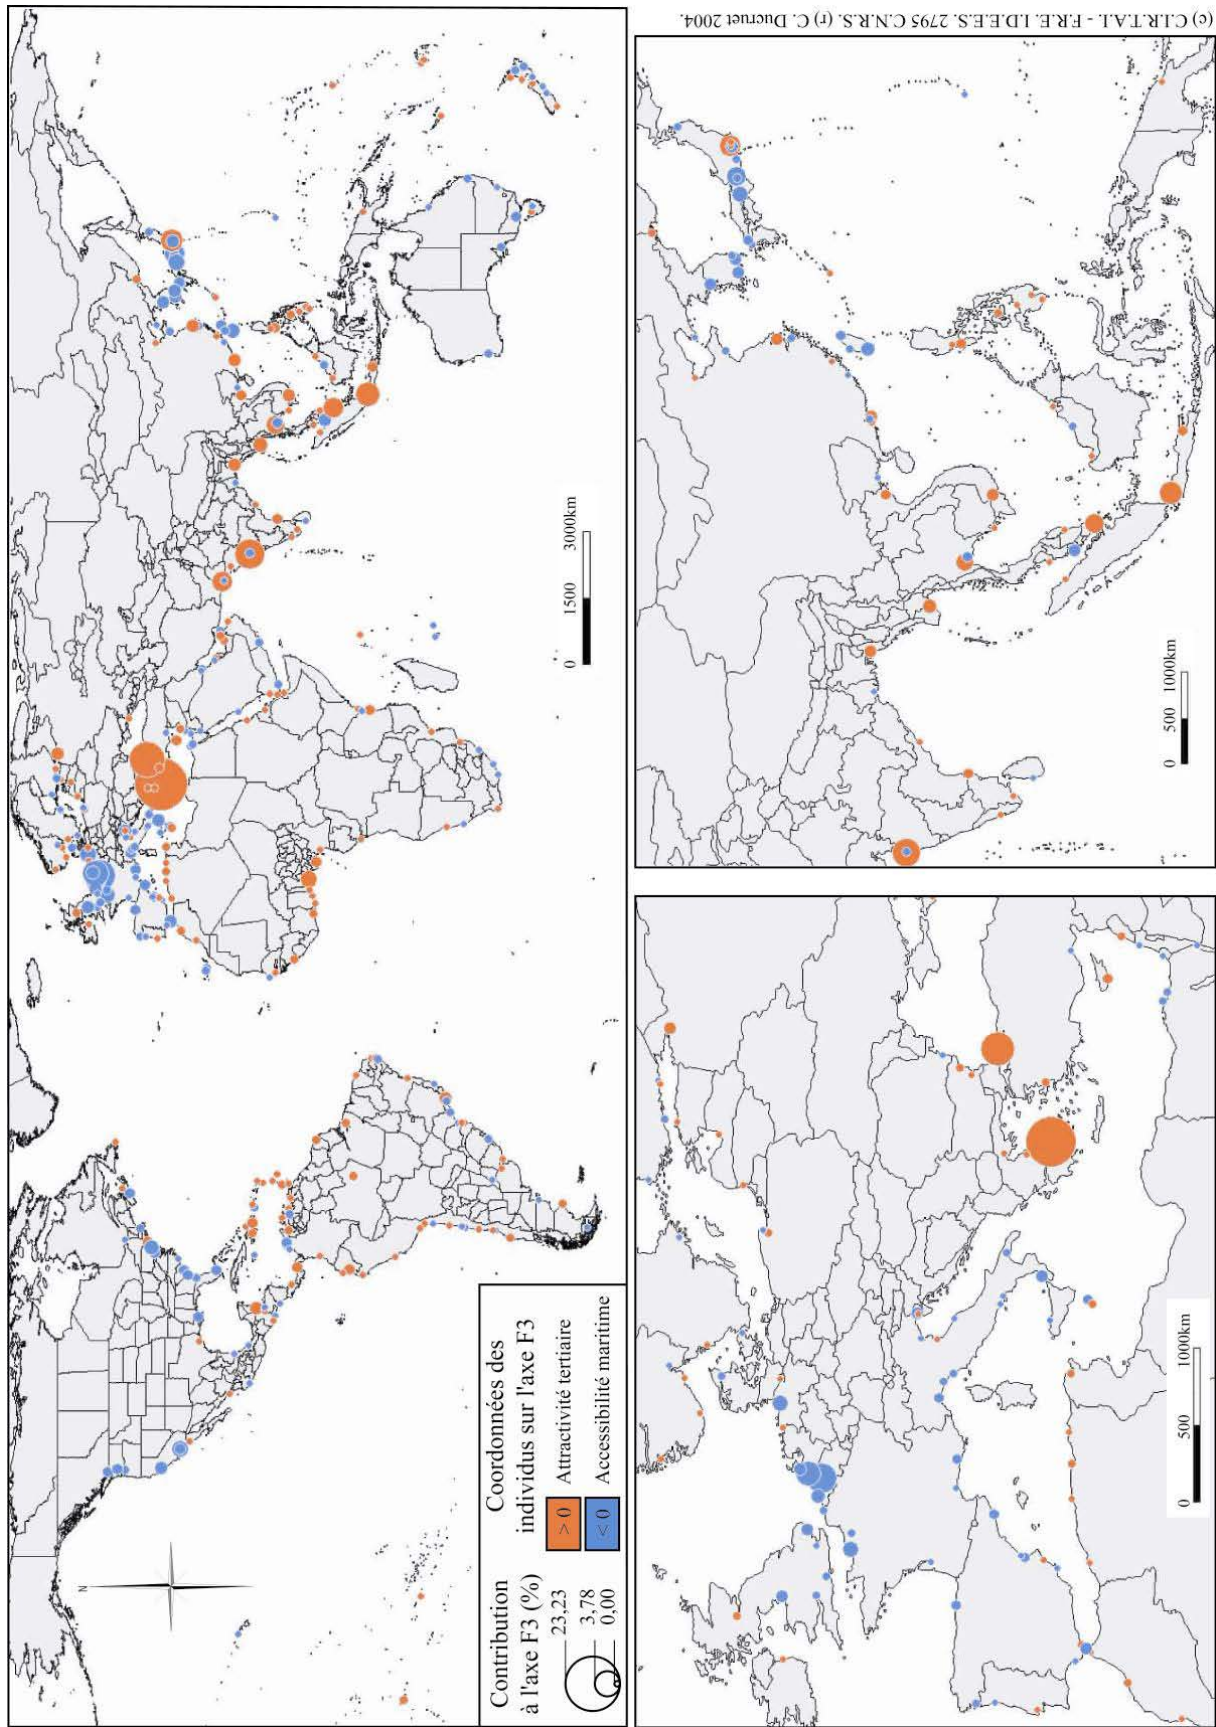 (c) C.I.R.T.A.I. - F.R.E. I.D.E.E.S. 2795 C.N.R.S. (r) C. Ducruet 2004.
N
0 1500 3000km
Contribution
à l'axe F3 (%)
23,23
3,78
0,00
Coordonnées des
individus sur l'axe F3
> 0 Attractivité tertiaire
< 0 Accessibilité maritime
0 500 1000km
0 500 1000km